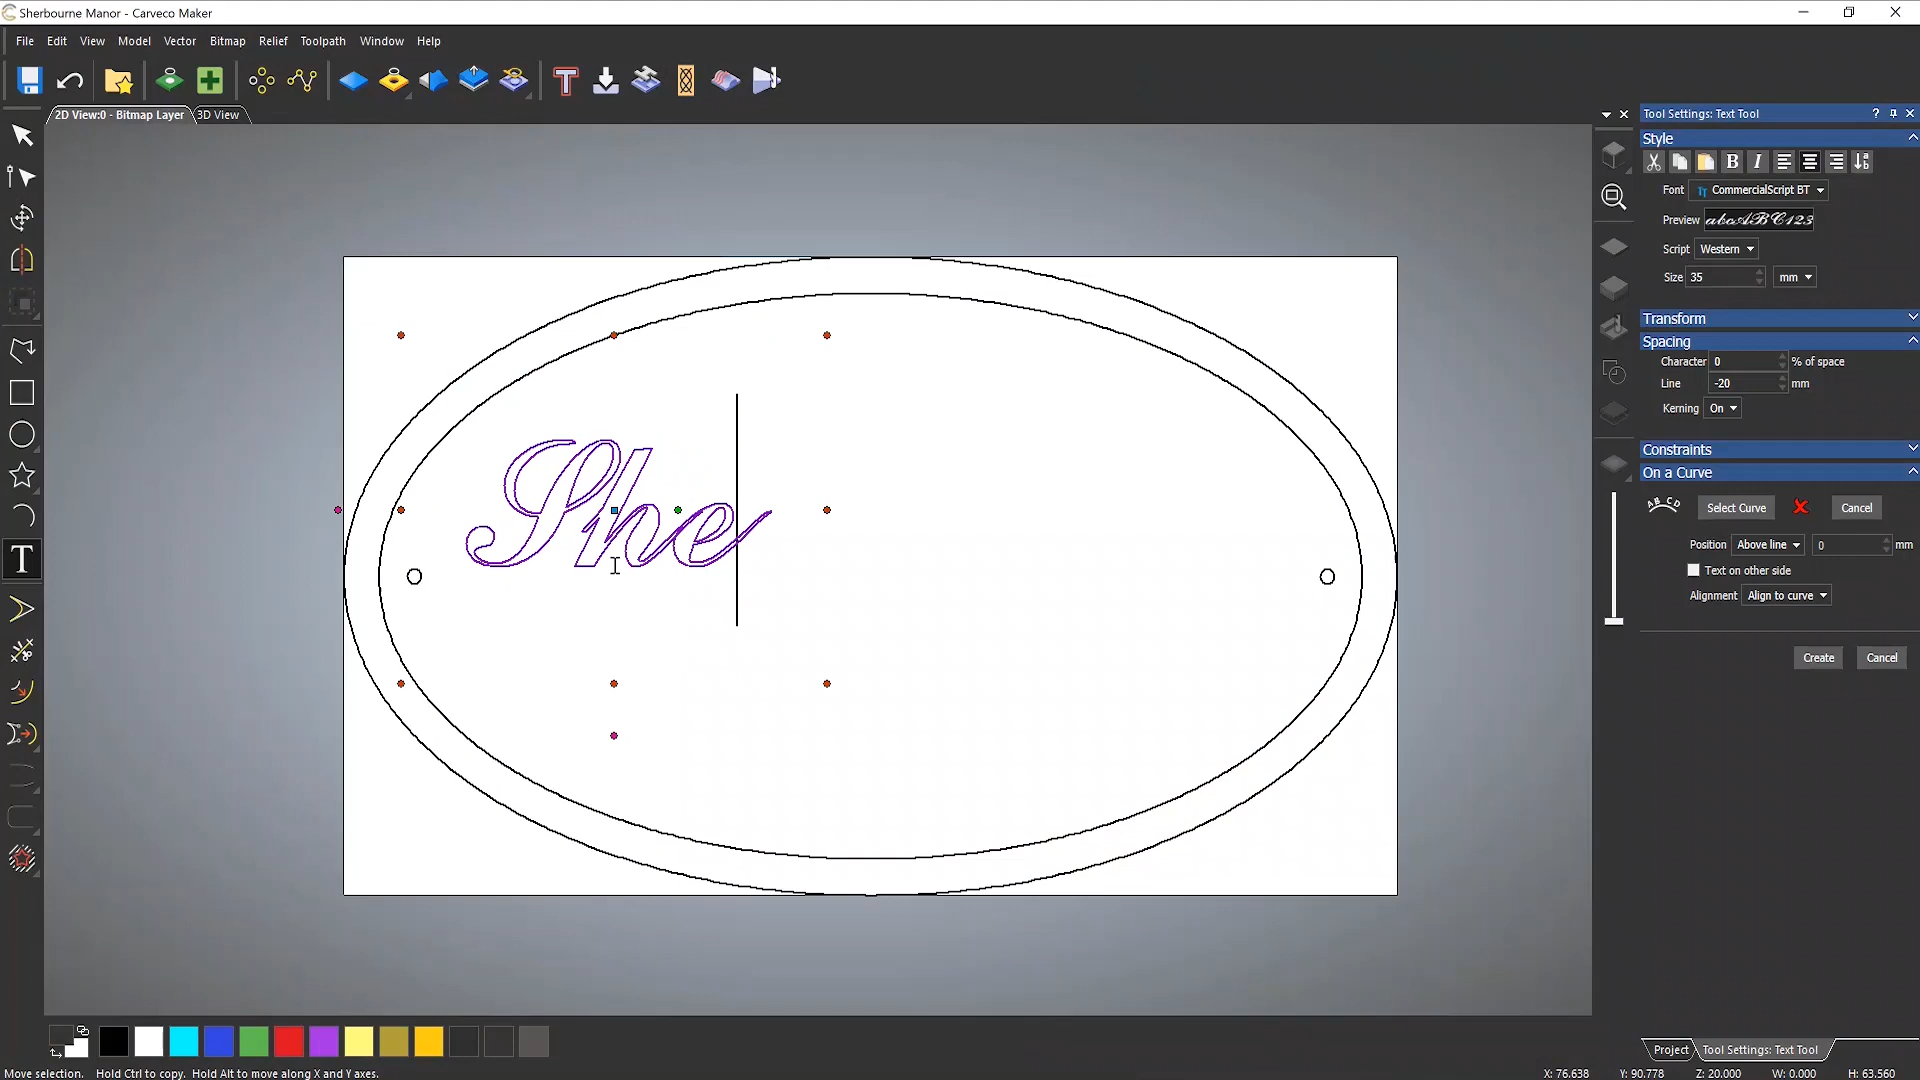 Sherbourne Manor - Carveco Maker
File Edit View Model Vector Bitmap Relief Toolpath Window Help
2D View:0 - Bitmap Layer 3D View
Tool Settings: Text Tool ?
Style
B I
Font CommercialScript BT
Preview abcABC123
Script Western
Size 35 mm
Transform
Spacing
Character 0 % of space
Line -20 mm
Kerning On
Constraints
On a Curve
ABCD Select Curve Cancel
Position Above line 0 mm
Text on other side
Alignment Align to curve
Create Cancel
She
T
Project Tool Settings: Text Tool
Move selection. Hold Ctrl to copy. Hold Alt to move along X and Y axes.
X: 76.638 Y: 90.778 Z: 20.000 W: 0.000 H: 63.560